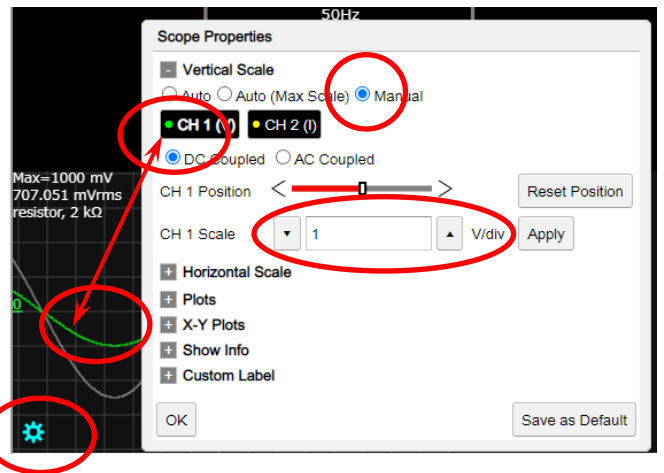 50Hz
Scope Properties
- Vertical Scale
Auto Auto (Max Scale) Manual
CH 1 (V) CH 2 (I)
DC Coupled AC Coupled
Max=1000 mV
707.051 mVrms
resistor, 2 kΩ
CH 1 Position < > Reset Position
CH 1 Scale 1 V/div Apply
+ Horizontal Scale
+ Plots
0
+ X-Y Plots
+ Show Info
+ Custom Label
OK Save as Default